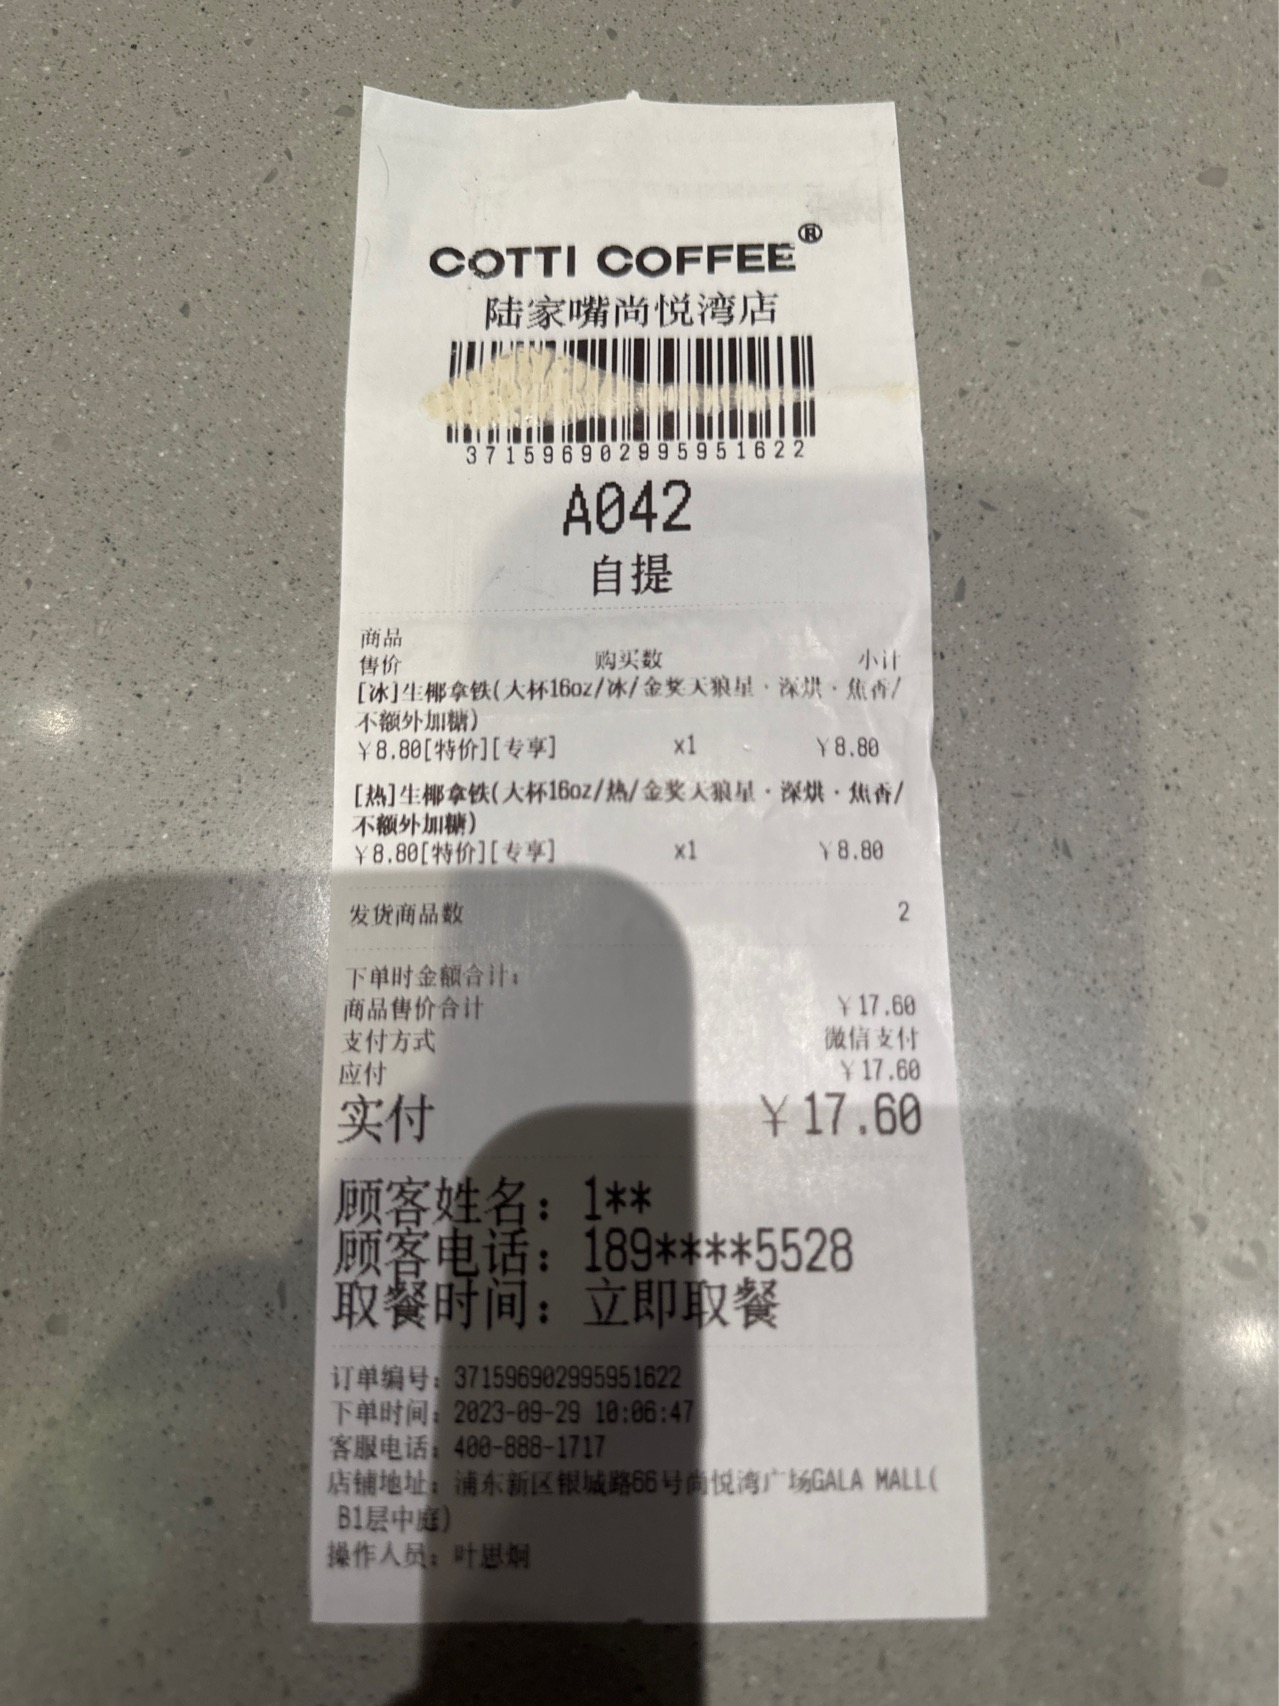 COTTI COFFEE®
陆家嘴尚悦湾店
371596902995951622
A042
自提
商品
售价 购买数 小计
[冰]生椰拿铁(大杯16oz/冰/金奖天狼星·深烘·焦香/
不额外加糖)
￥8.80[特价][专享] x1 ￥8.80
[热]生椰拿铁(大杯16oz/热/金奖天狼星·深烘·焦香/
不额外加糖)
￥8.80[特价][专享] x1 ￥8.80
发货商品数 2
下单时金额合计:
商品售价合计 ￥17.60
支付方式 微信支付
应付 ￥17.60
实付 ￥17.60
顾客姓名: 1**
顾客电话: 189****5528
取餐时间: 立即取餐
订单编号: 371596902995951622
下单时间: 2023-09-29 10:06:47
客服电话: 400-888-1717
店铺地址: 浦东新区银城路66号尚悦湾广场GALA MALL(
B1层中庭)
操作人员: 叶思炯